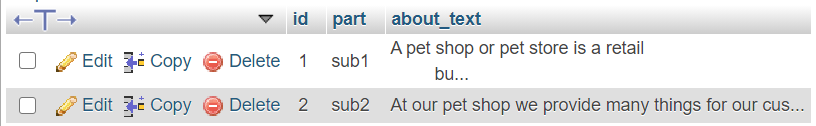 id part about_text
Edit Copy Delete 1 sub1 A pet shop or pet store is a retail
bu...
Edit Copy Delete 2 sub2 At our pet shop we provide many things for our cus...